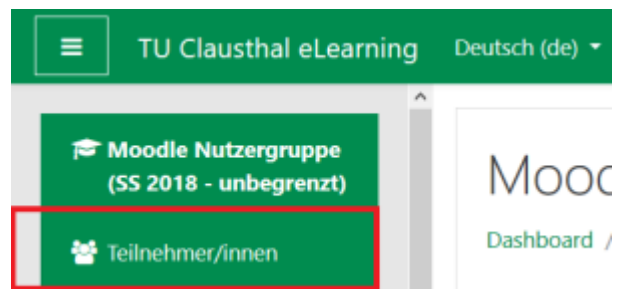 TU Clausthal eLearning Deutsch (de)
Moodle Nutzergruppe
(SS 2018 - unbegrenzt)
Teilnehmer/innen
Dashboard /